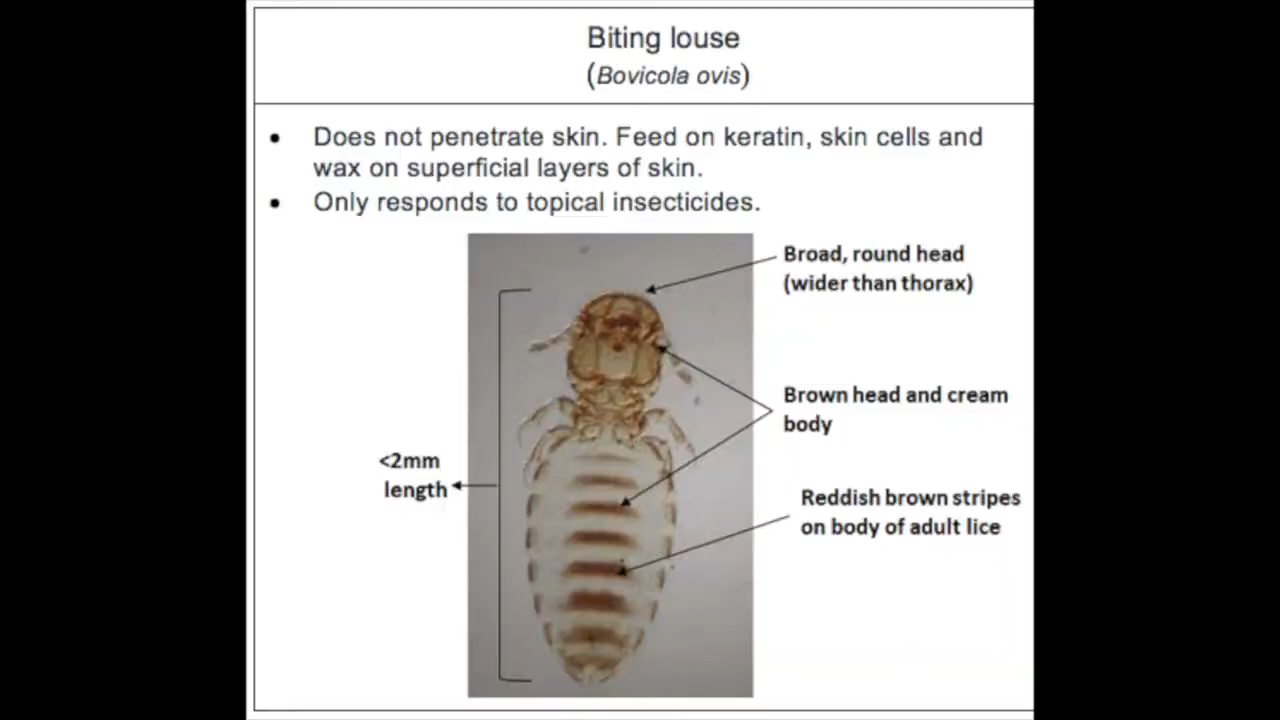 Biting louse
(Bovicola ovis)
• Does not penetrate skin. Feed on keratin, skin cells and
wax on superficial layers of skin.
• Only responds to topical insecticides.
Broad, round head
(wider than thorax)
Brown head and cream
body
<2mm
length
Reddish brown stripes
on body of adult lice